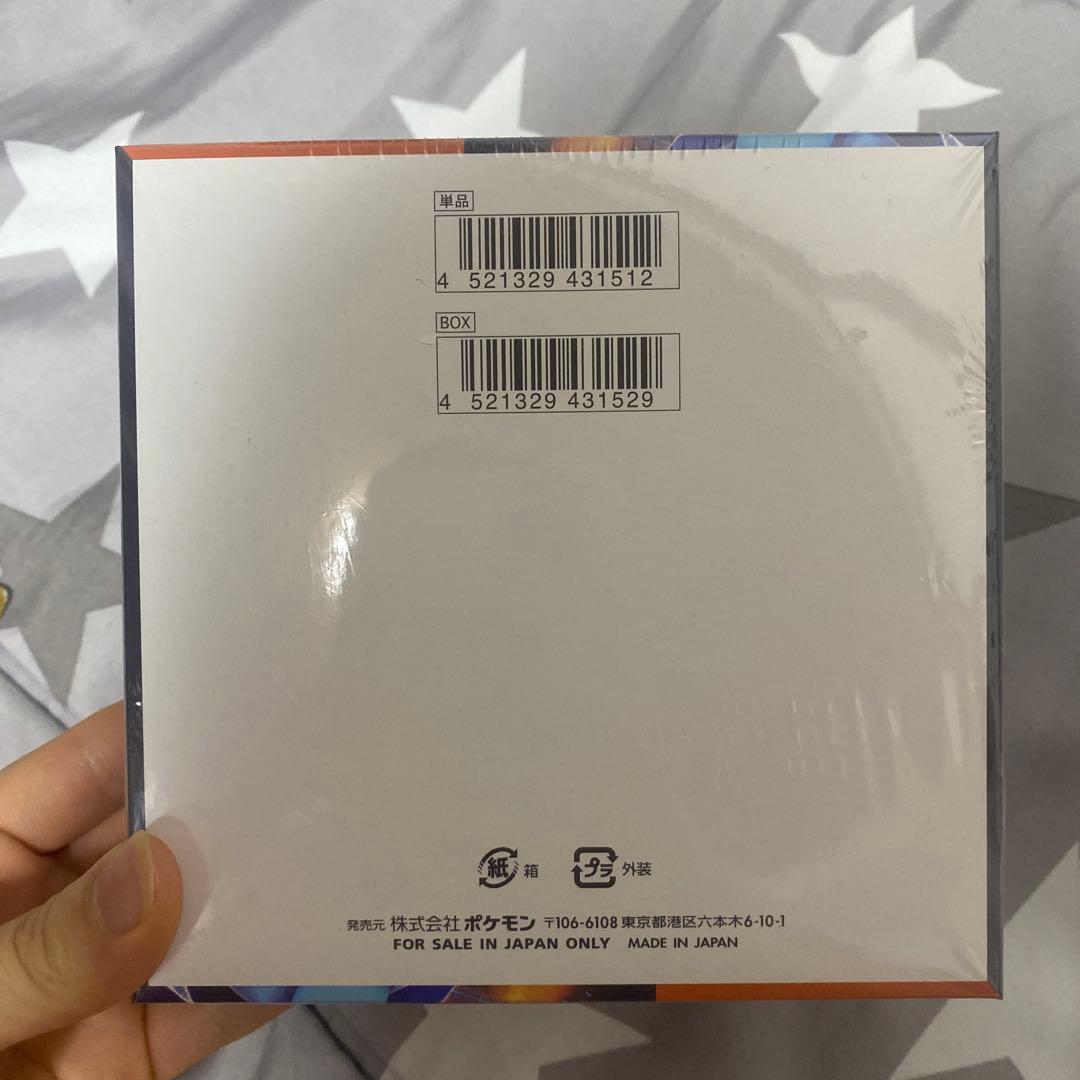 単品
4 521329 431512
BOX
4 521329 431529
紙 箱 プラ 外装
発売元 株式会社ポケモン 〒106-6108 東京都港区六本木6-10-1
FOR SALE IN JAPAN ONLY MADE IN JAPAN